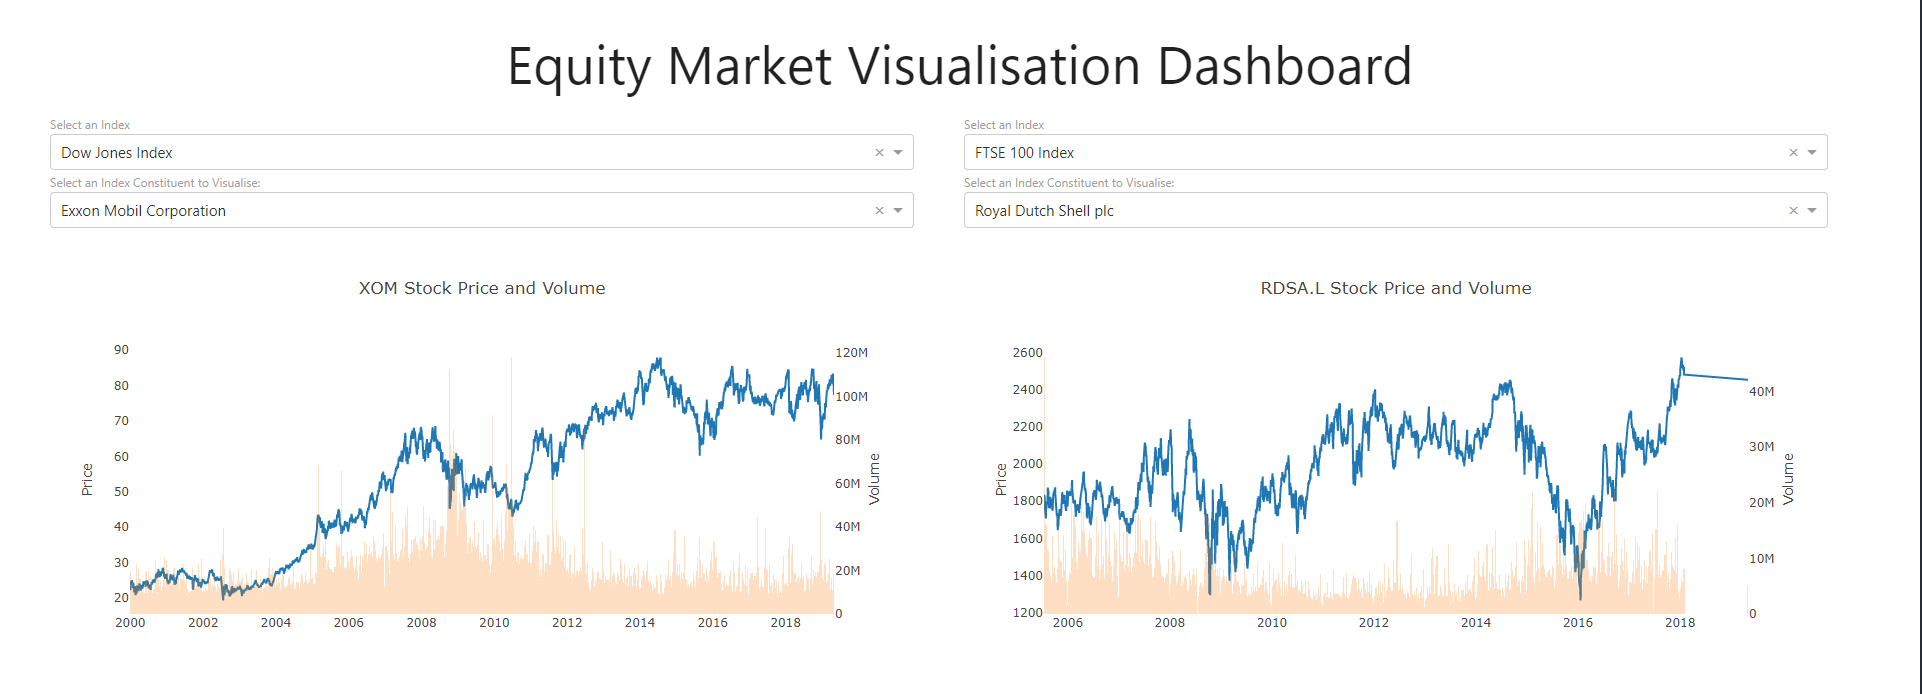 Equity Market Visualisation Dashboard
Select an Index
Dow Jones Index
Select an Index Constituent to Visualise:
Exxon Mobil Corporation
Select an Index
FTSE 100 Index
Select an Index Constituent to Visualise:
Royal Dutch Shell plc
XOM Stock Price and Volume
90
80
70
60
50
40
30
20
Price
120M
100M
80M
60M
40M
20M
0
Volume
2000 2002 2004 2006 2008 2010 2012 2014 2016 2018
RDSA.L Stock Price and Volume
2600
2400
2200
2000
1800
1600
1400
1200
Price
40M
30M
20M
10M
0
Volume
2006 2008 2010 2012 2014 2016 2018